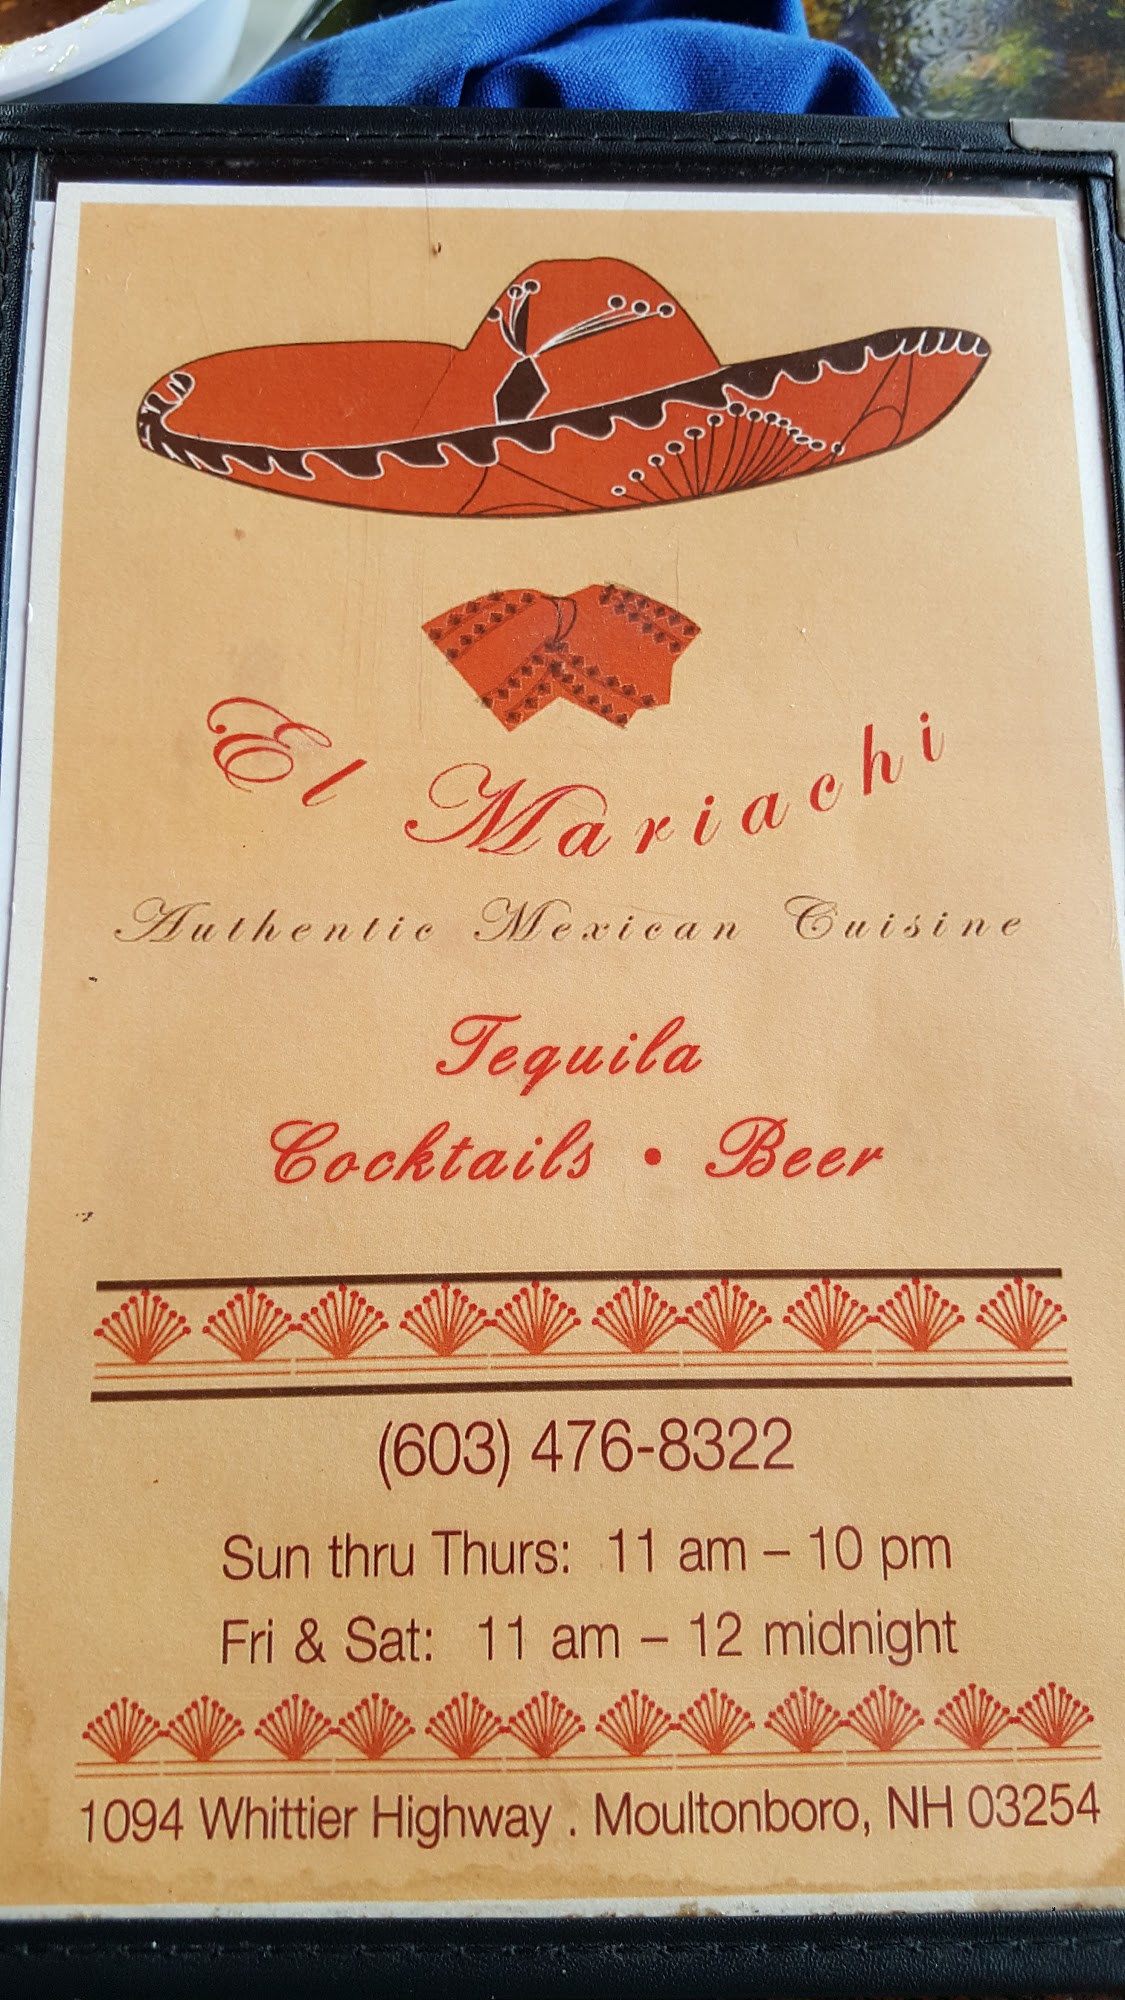 El Mariachi
Authentic Mexican Cuisine
Tequila
Cocktails • Beer
(603) 476-8322
Sun thru Thurs: 11 am – 10 pm
Fri & Sat: 11 am – 12 midnight
1094 Whittier Highway . Moultonboro, NH 03254